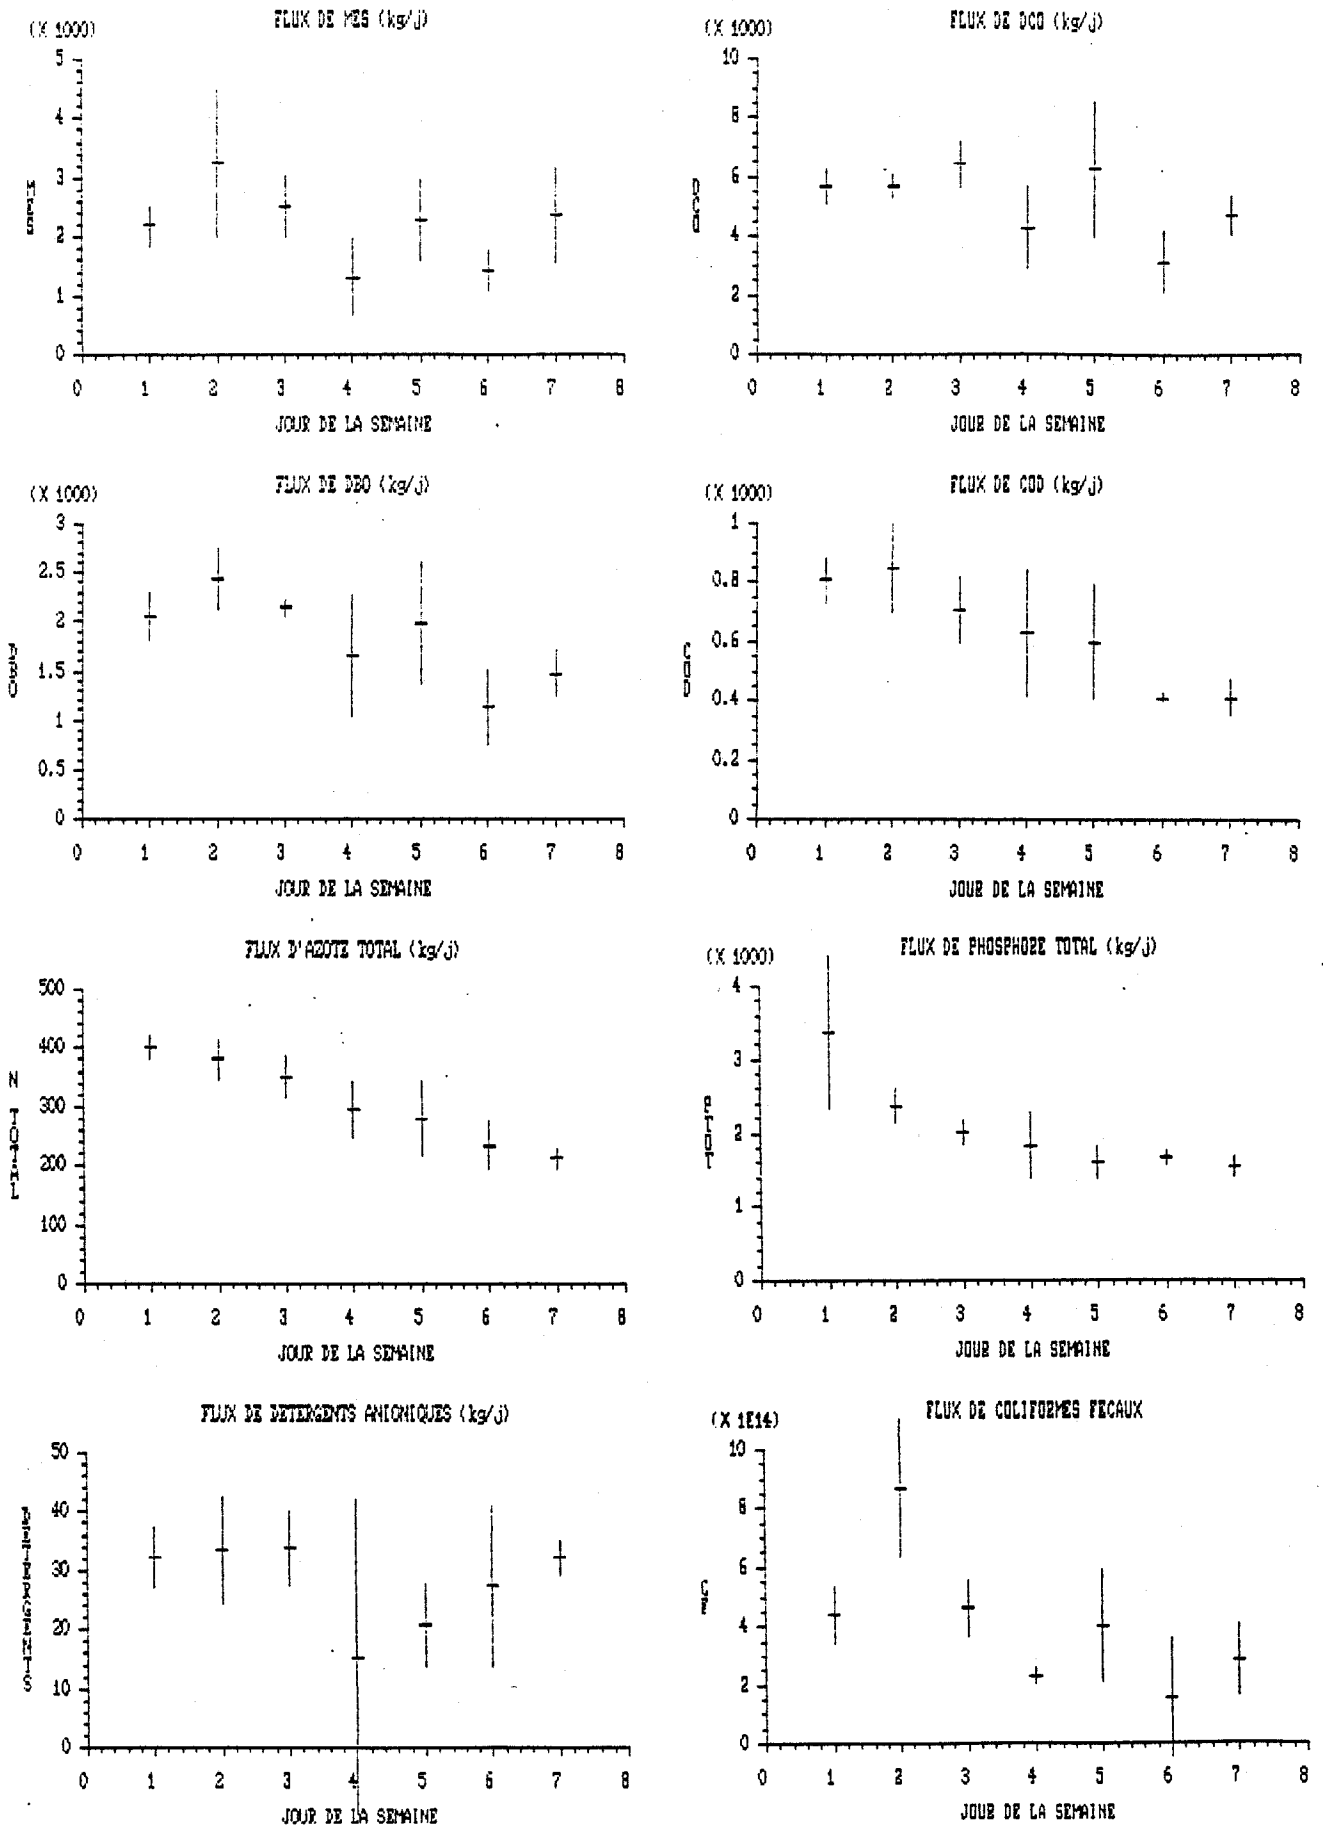 FLUX DE MES (kg/j)
(X 1000)
5
4
3
2
1
0
MES
0 1 2 3 4 5 6 7 8
JOUR DE LA SEMAINE
FLUX DE DCO (kg/j)
(X 1000)
10
8
6
4
2
0
DCO
0 1 2 3 4 5 6 7 8
JOUR DE LA SEMAINE
FLUX DE DBO (kg/j)
(X 1000)
3
2.5
2
1.5
1
0.5
0
DBO
0 1 2 3 4 5 6 7 8
JOUR DE LA SEMAINE
FLUX DE COD (kg/j)
(X 1000)
1
0.8
0.6
0.4
0.2
0
COD
0 1 2 3 4 5 6 7 8
JOUR DE LA SEMAINE
FLUX D'AZOTE TOTAL (kg/j)
500
400
300
200
100
0
N TOTAL
0 1 2 3 4 5 6 7 8
JOUR DE LA SEMAINE
FLUX DE PHOSPHORE TOTAL (kg/j)
(X 1000)
4
3
2
1
0
0 1 2 3 4 5 6 7 8
JOUR DE LA SEMAINE
FLUX DE DETERGENTS ANIONIQUES (kg/j)
50
40
30
20
10
0
DETERGENTS
0 1 2 3 4 5 6 7 8
JOUR DE LA SEMAINE
FLUX DE COLIFORMES FECAUX
(X 1E14)
10
8
6
4
2
0
CF
0 1 2 3 4 5 6 7 8
JOUR DE LA SEMAINE